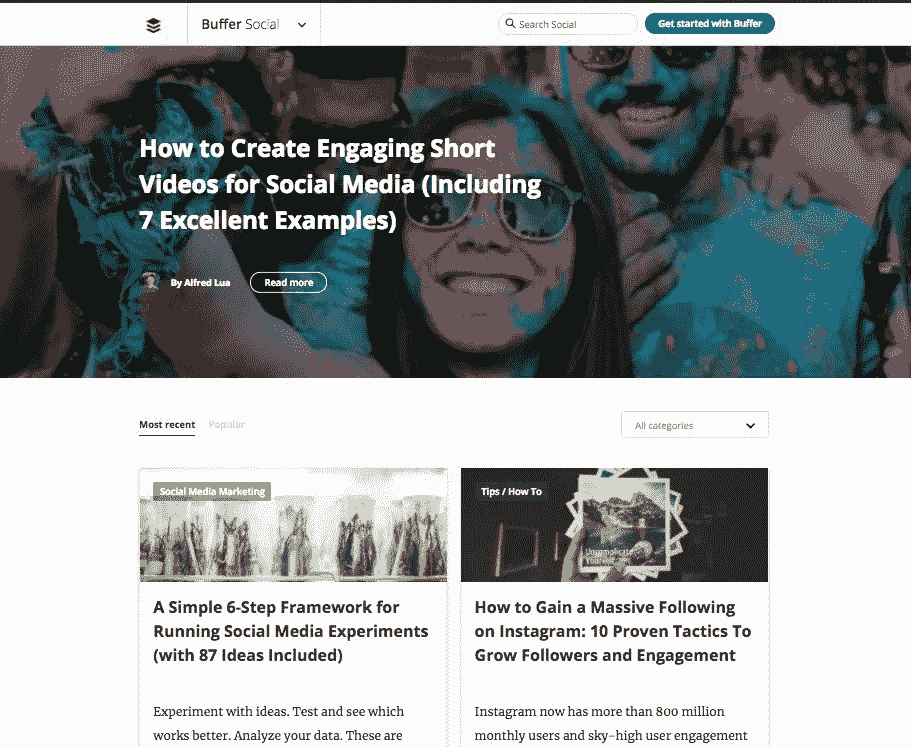 Buffer Social
Search Social
Get started with Buffer
How to Create Engaging Short
Videos for Social Media (Including
7 Excellent Examples)
By Alfred Lua
Read more
Most recent
Popular
All categories
Social Media Marketing
A Simple 6-Step Framework for
Running Social Media Experiments
(with 87 Ideas Included)
Experiment with ideas. Test and see which
works better. Analyze your data. These are
Tips / How To
Uncomplicate
Yourself
How to Gain a Massive Following
on Instagram: 10 Proven Tactics To
Grow Followers and Engagement
Instagram now has more than 800 million
monthly users and sky-high user engagement